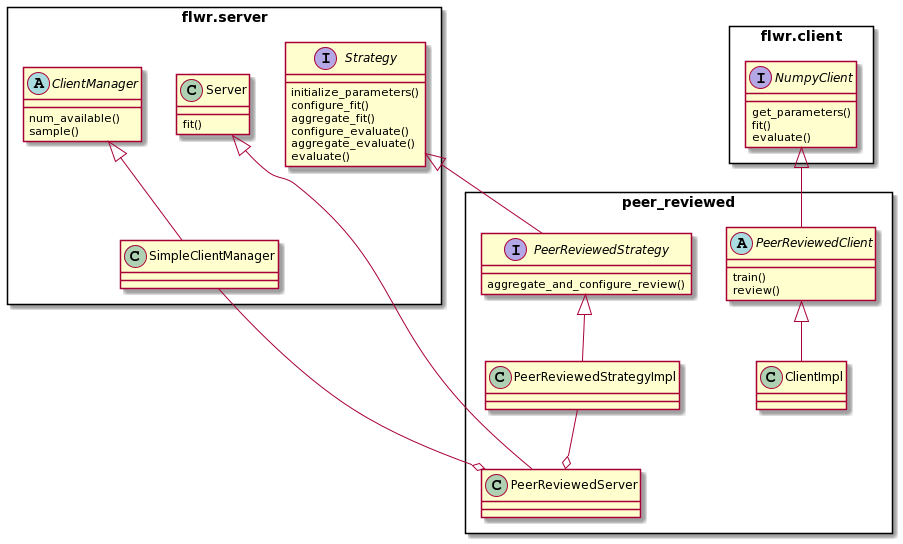 flwr.server
A ClientManager
num_available()
sample()
C Server
fit()
I Strategy
initialize_parameters()
configure_fit()
aggregate_fit()
configure_evaluate()
aggregate_evaluate()
evaluate()
C SimpleClientManager
flwr.client
I NumpyClient
get_parameters()
fit()
evaluate()
peer_reviewed
I PeerReviewedStrategy
aggregate_and_configure_review()
A PeerReviewedClient
train()
review()
C PeerReviewedStrategyImpl
C ClientImpl
C PeerReviewedServer